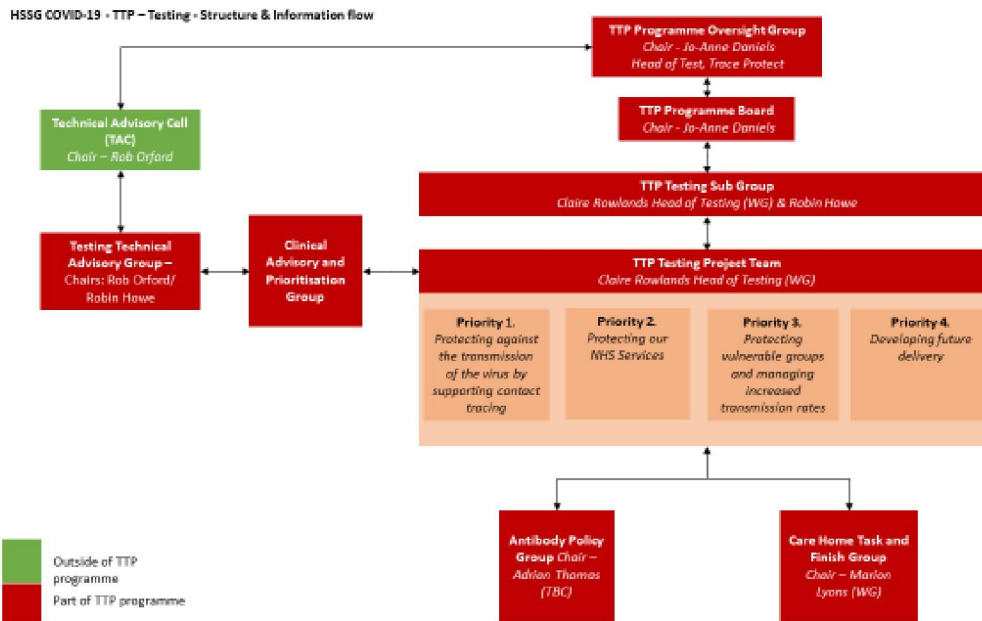 HSSG COVID-19 - TTP – Testing - Structure & Information flow
TTP Programme Oversight Group
Chair - Jo-Anne Daniels
Head of Test, Trace Protect
TTP Programme Board
Chair - Jo-Anne Daniels
Technical Advisory Cell
(TAC)
Chair – Rob Orford
TTP Testing Sub Group
Claire Rowlands Head of Testing (WG) & Robin Howe
Testing Technical
Advisory Group –
Chairs: Rob Orford/
Robin Howe
Clinical
Advisory and
Prioritisation
Group
TTP Testing Project Team
Claire Rowlands Head of Testing (WG)
Priority 1.
Protecting against
the transmission
of the virus by
supporting contact
tracing
Priority 2.
Protecting our
NHS Services
Priority 3.
Protecting
vulnerable groups
and managing
increased
transmission rates
Priority 4.
Developing future
delivery
Antibody Policy
Group Chair –
Adrian Thomas
(TBC)
Care Home Task and
Finish Group
Chair – Marion
Lyons (WG)
Outside of TTP
programme
Part of TTP programme